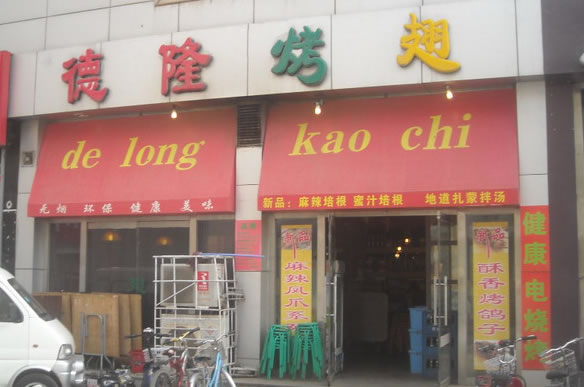 德隆烤翅
de long
kao chi
无烟 环保 健康 美味
新品：麻辣培根 蜜汁培根 地道扎蒙拌汤
麻辣凤爪
酥香烤鸽子
健康 电烧烤